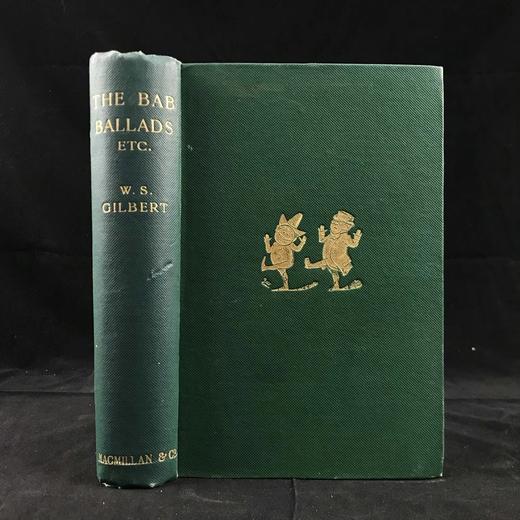 THE BAB
BALLADS
ETC.
W. S.
GILBERT
MACMILLAN & Co.